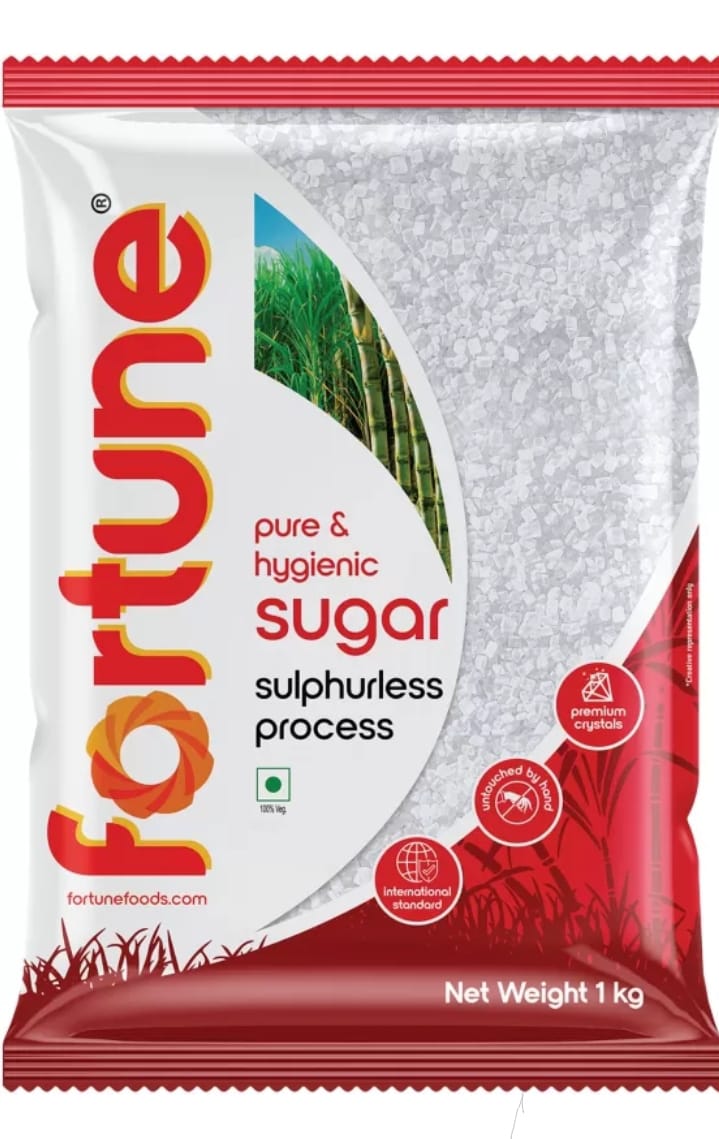 fortune®
fortunefoods.com
pure &
hygienic
sugar
sulphurless
process
100% Veg.
*Creative representation only
premium
crystals
untouched by hand
international
standard
Net Weight 1 kg